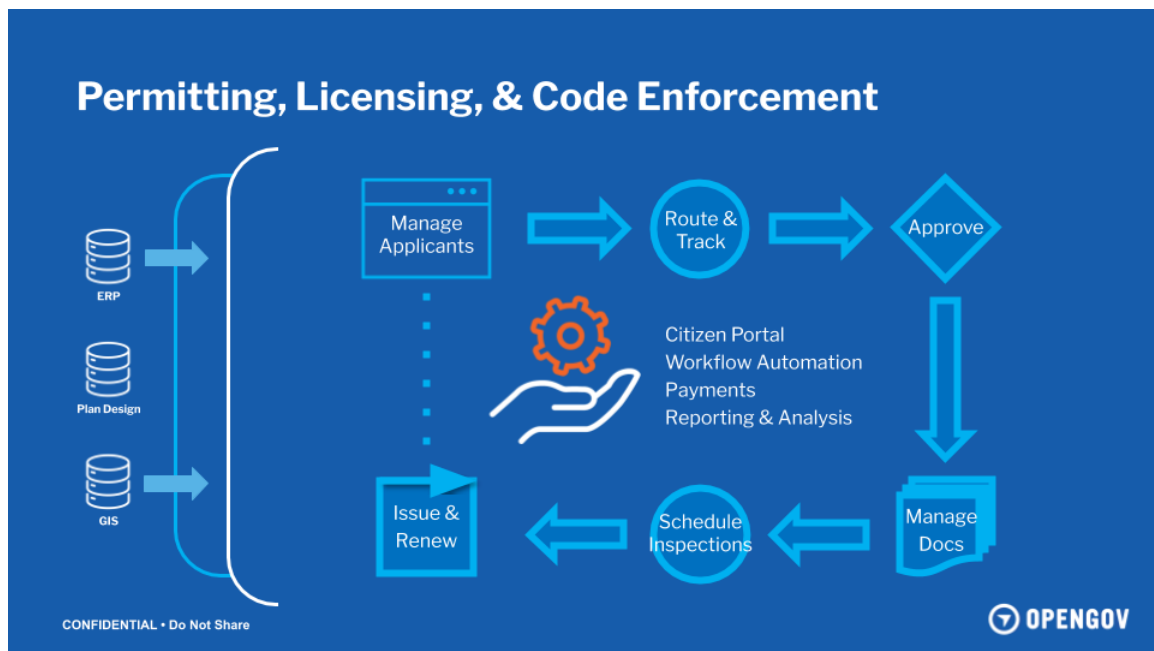 Permitting, Licensing, & Code Enforcement
ERP
Plan Design
GIS
Manage
Applicants
Route &
Track
Approve
Citizen Portal
Workflow Automation
Payments
Reporting & Analysis
Issue &
Renew
Schedule
Inspections
Manage
Docs
CONFIDENTIAL • Do Not Share
OPENGOV